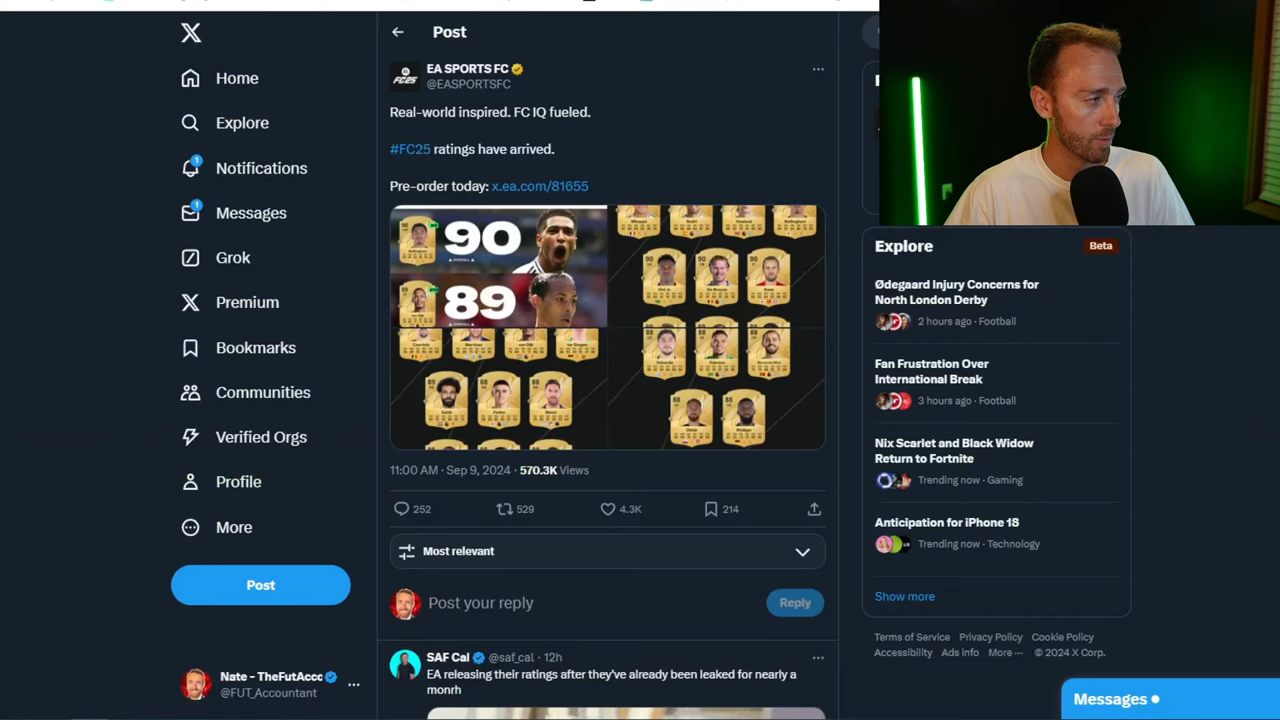 Post
Home
Explore
Notifications
Messages
Grok
Premium
Bookmarks
Communities
Verified Orgs
Profile
More
Post
Nate - TheFutAccc
@FUT_Accountant
EA SPORTS FC
@EASPORTSFC
Real-world inspired. FC IQ fueled.
#FC25 ratings have arrived.
Pre-order today: x.ea.com/81655
90
89
11:00 AM · Sep 9, 2024 · 570.3K Views
252 529 4.3K 214
Most relevant
Post your reply
Reply
SAF Cal @saf_cal · 12h
EA releasing their ratings after they've already been leaked for nearly a
monrh
Explore
Beta
Ødegaard Injury Concerns for
North London Derby
2 hours ago · Football
Fan Frustration Over
International Break
3 hours ago · Football
Nix Scarlet and Black Widow
Return to Fortnite
Trending now · Gaming
Anticipation for iPhone 18
Trending now · Technology
Show more
Terms of Service Privacy Policy Cookie Policy
Accessibility Ads info More ··· © 2024 X Corp.
Messages